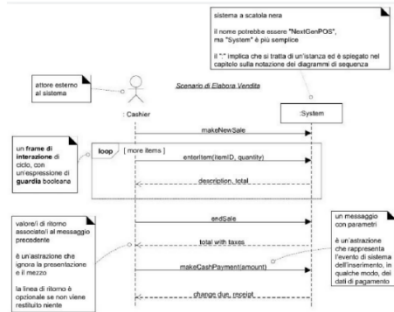 sistema a scatola nera
il nome potrebbe essere "NextGenPOS",
ma "System" è più semplice
il ":" implica che si tratta di un'istanza ed è spiegato nel
capitolo sulla notazione dei diagrammi di sequenza
attore esterno
al sistema
Scenario di Elabora Vendita
: Cashier
:System
makeNewSale
un frame di
interazione di
ciclo, con
un'espressione di
guardia booleana
loop
[ more items ]
enterItem(itemID, quantity)
description, total
endSale
valore/i di ritorno
associato/i al messaggio
precedente
è un'astrazione che
ignora la presentazione
e il mezzo
la linea di ritorno è
opzionale se non viene
restituito niente
total with taxes
makeCashPayment(amount)
change due, receipt
un messaggio
con parametri
è un'astrazione che
rappresenta
l'evento di sistema
dell'inserimento, in
qualche modo, dei
dati di pagamento